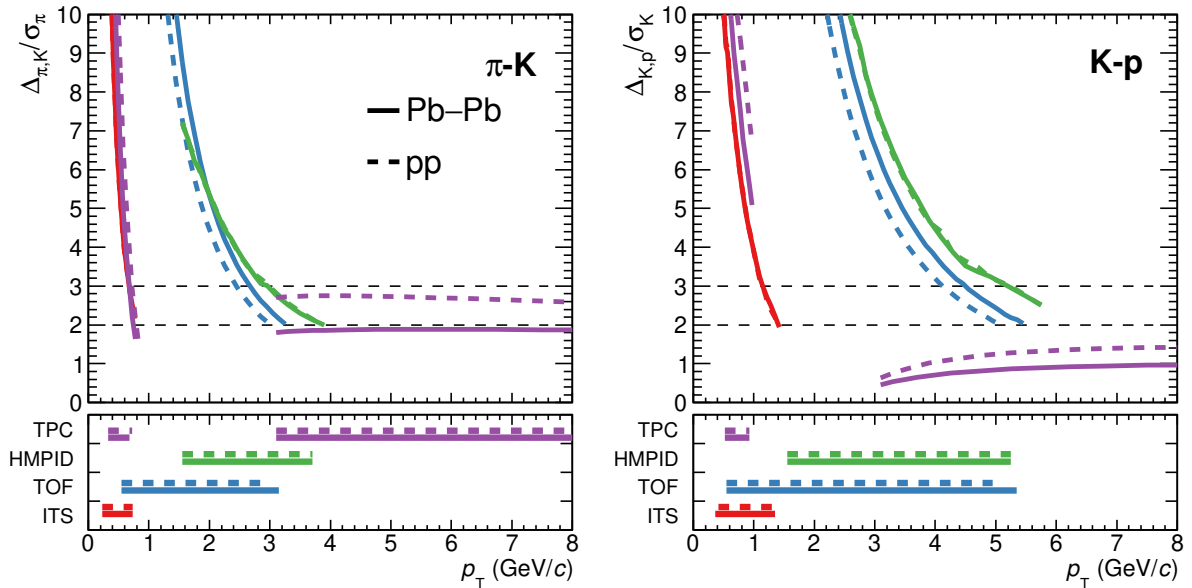 Δπ,K/σπ
10
9
8
7
6
5
4
3
2
1
0
π-K
Pb–Pb
pp
TPC
HMPID
TOF
ITS
0 1 2 3 4 5 6 7 8
pT (GeV/c)
ΔK,p/σK
10
9
8
7
6
5
4
3
2
1
0
K-p
TPC
HMPID
TOF
ITS
0 1 2 3 4 5 6 7 8
pT (GeV/c)